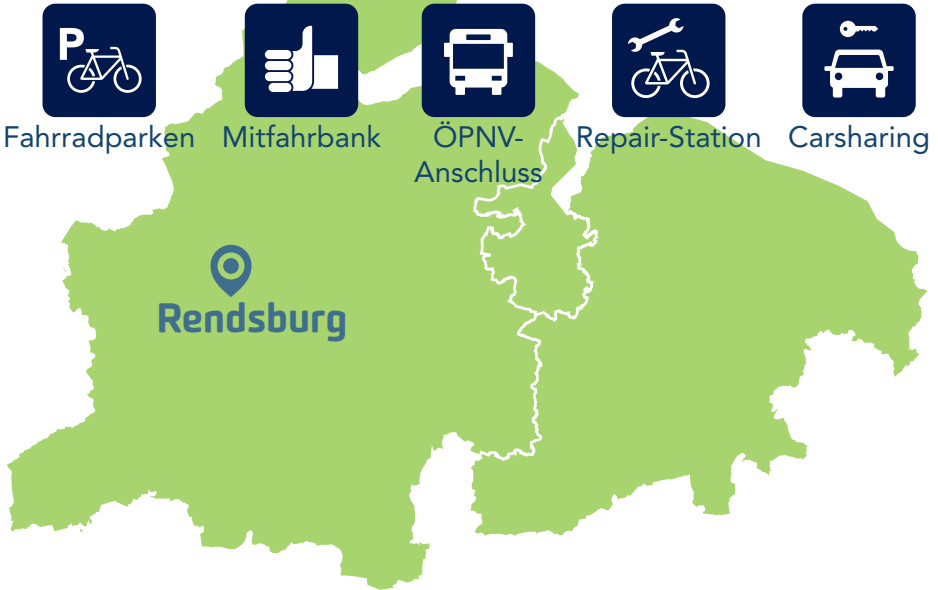 P
Fahrradparken
Mitfahrbank
ÖPNV-
Anschluss
Repair-Station
Carsharing
Rendsburg